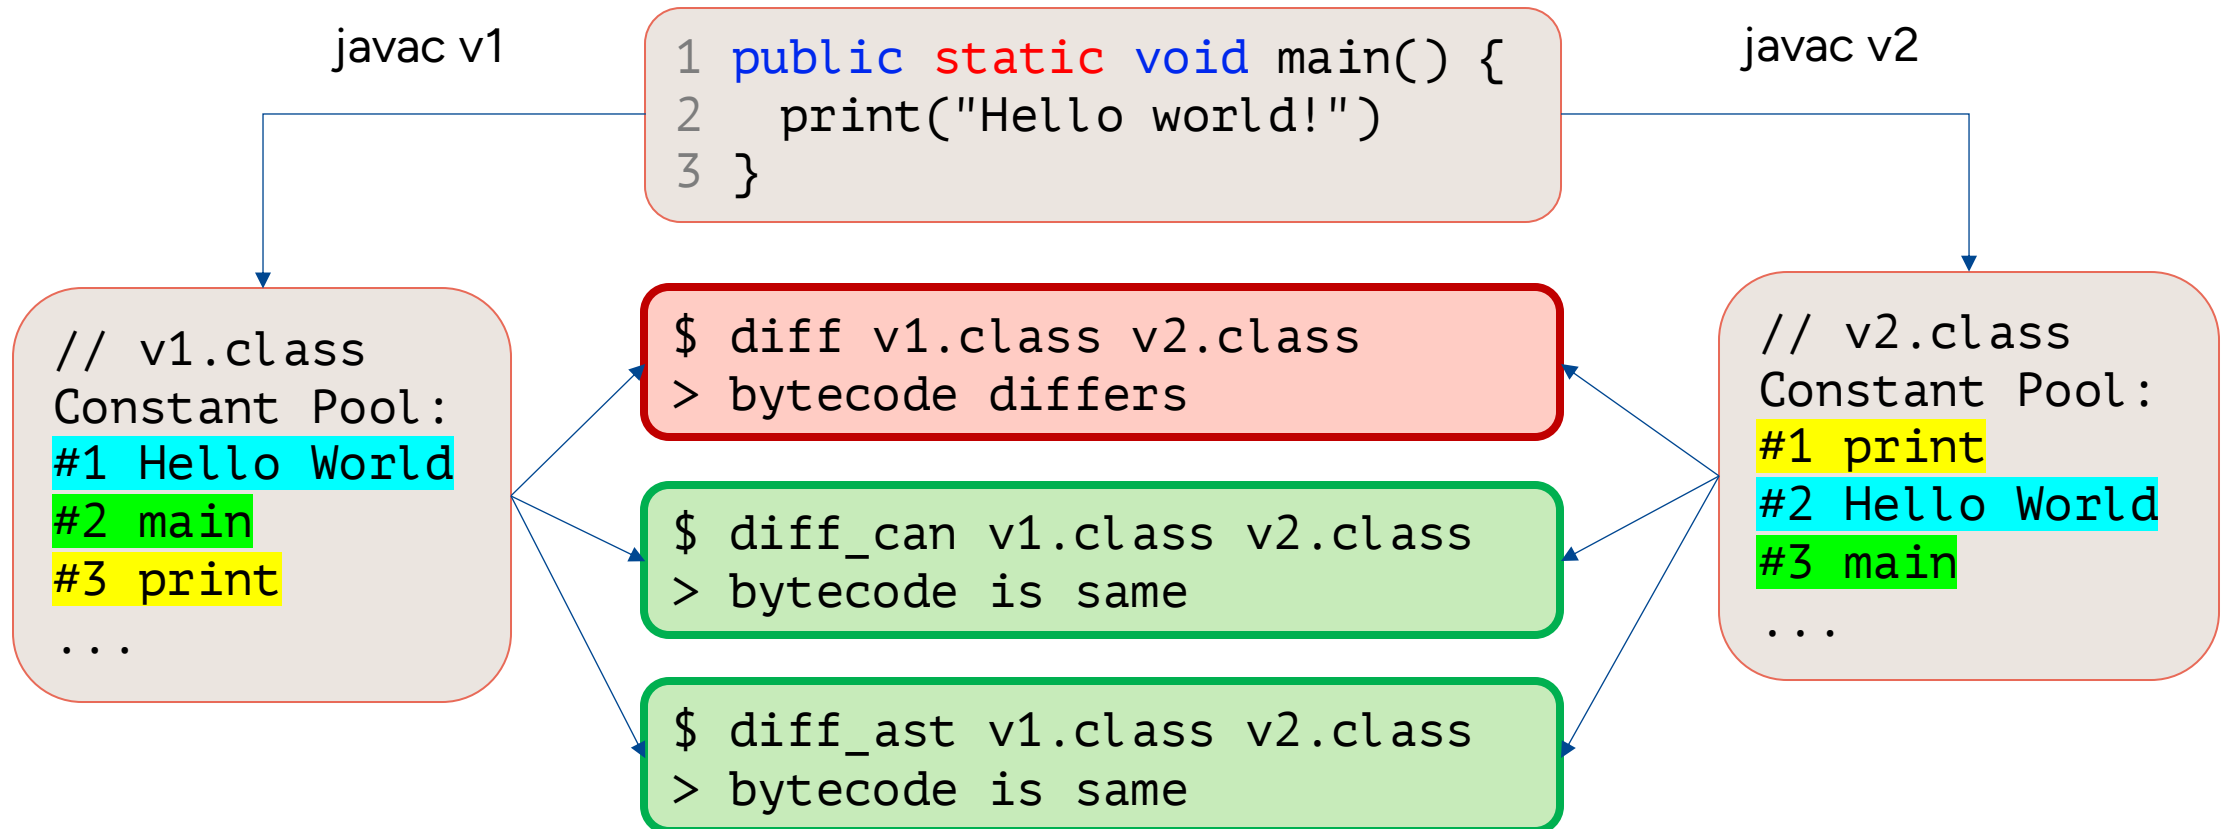 javac v1
1 public static void main() {
2   print("Hello world!")
3 }
javac v2
// v1.class
Constant Pool:
#1 Hello World
#2 main
#3 print
...
$ diff v1.class v2.class
> bytecode differs
$ diff_can v1.class v2.class
> bytecode is same
$ diff_ast v1.class v2.class
> bytecode is same
// v2.class
Constant Pool:
#1 print
#2 Hello World
#3 main
...